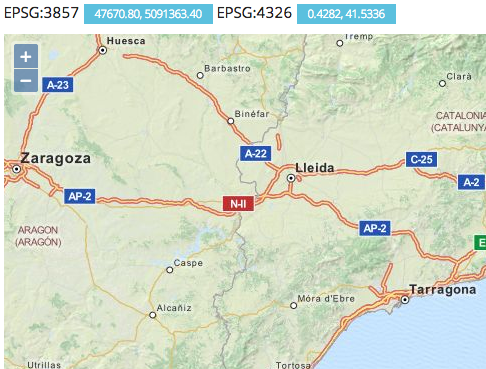 EPSG:3857 47670.80, 5091363.40 EPSG:4326 0.4282, 41.5336
Tremp
Huesca
+
Barbastro
−
Clarà
A-23
Binéfar
CATALONIA
(CATALUNYA
A-22
Zaragoza
C-25
Lleida
A-2
AP-2
N-II
AP-2
ARAGON
(ARAGÓN)
E
Caspe
Tarragona
Móra d'Ebre
Alcañiz
Utrillas
Tortosa